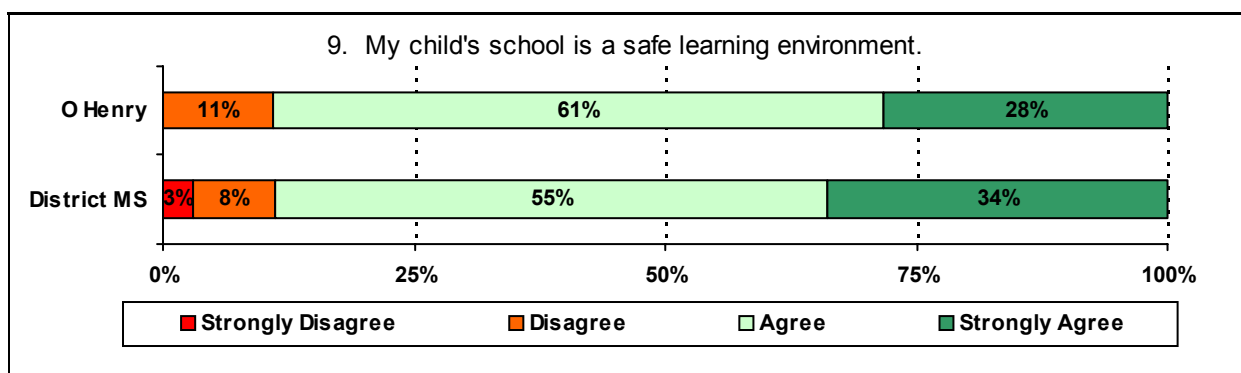 9. My child's school is a safe learning environment.
O Henry
11% 61% 28%
District MS
3% 8% 55% 34%
0% 25% 50% 75% 100%
Strongly Disagree Disagree Agree Strongly Agree